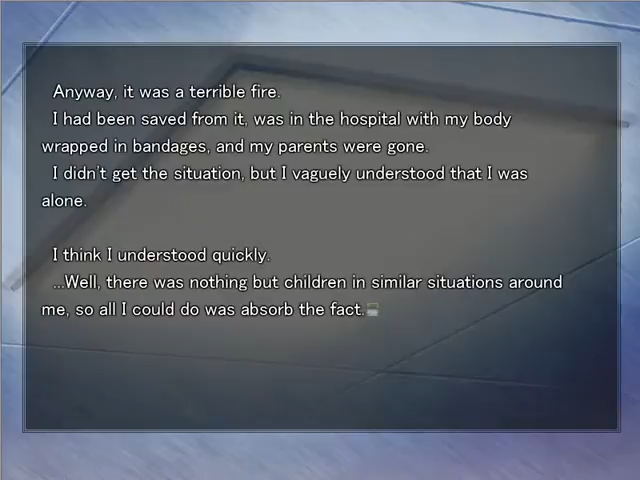 Anyway, it was a terrible fire.
I had been saved from it, was in the hospital with my body
wrapped in bandages, and my parents were gone.
I didn't get the situation, but I vaguely understood that I was
alone.
I think I understood quickly.
...Well, there was nothing but children in similar situations around
me, so all I could do was absorb the fact.